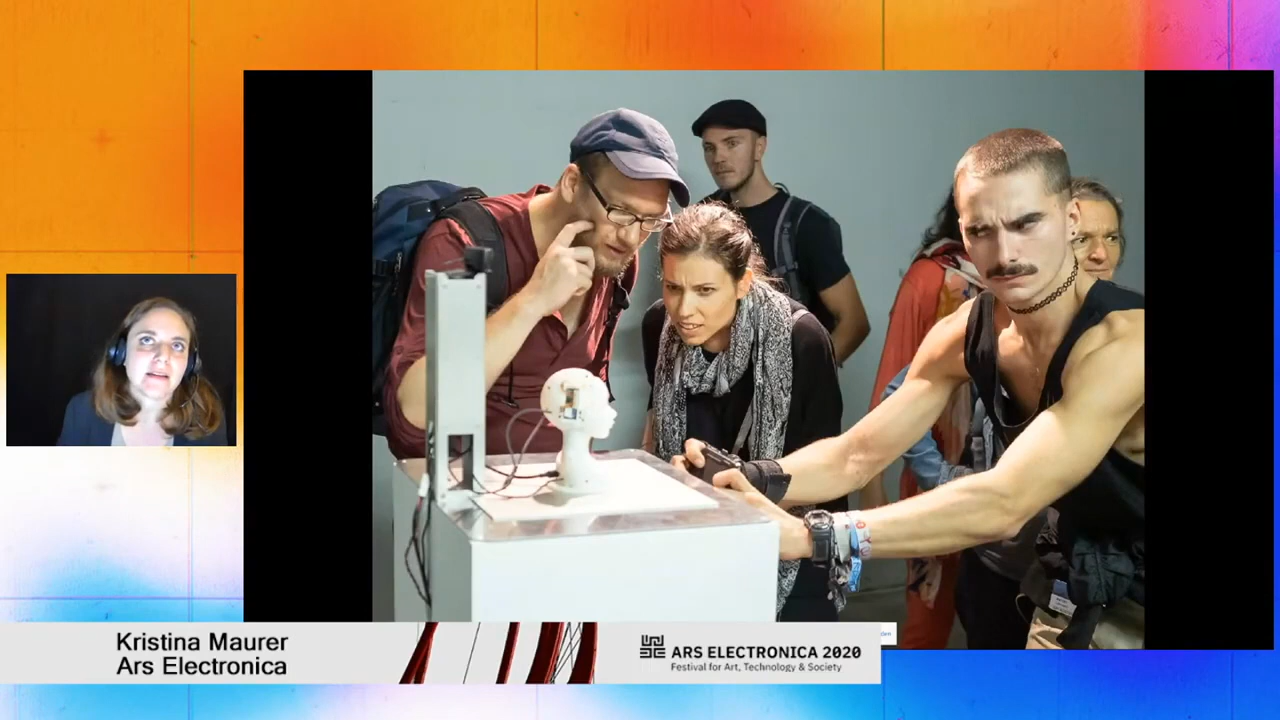 Kristina Maurer
Ars Electronica
ARS ELECTRONICA 2020
Festival for Art, Technology & Society